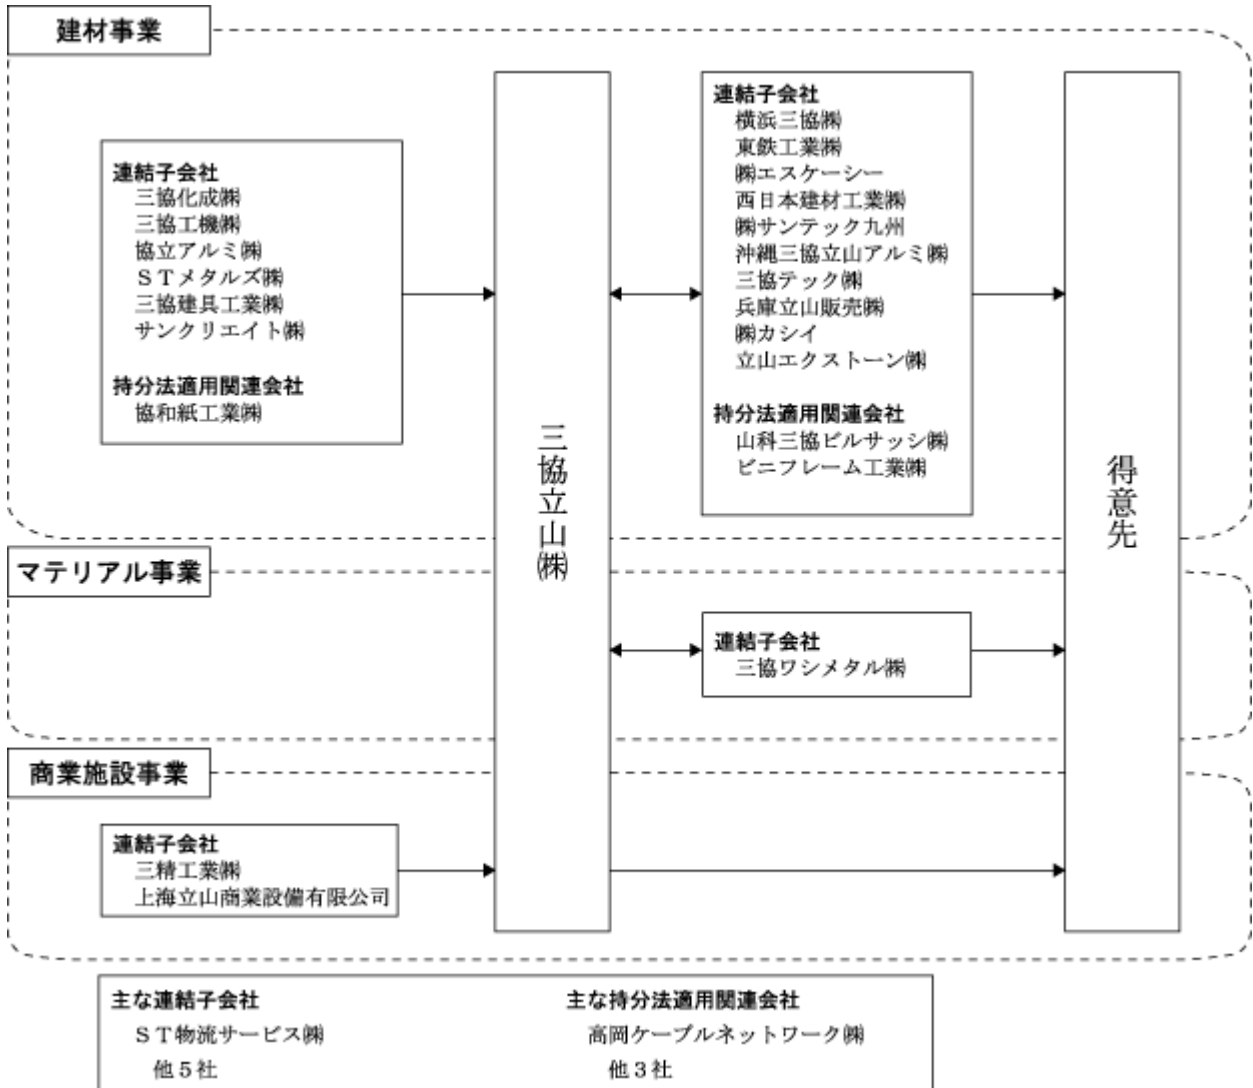 建材事業
連結子会社
三協化成㈱
三協工機㈱
協立アルミ㈱
ＳＴメタルズ㈱
三協建具工業㈱
サンクリエイト㈱
持分法適用関連会社
協和紙工業㈱
三協立山㈱
連結子会社
横浜三協㈱
東鉄工業㈱
㈱エスケーシー
西日本建材工業㈱
㈱サンテック九州
沖縄三協立山アルミ㈱
三協テック㈱
兵庫立山販売㈱
㈱カシイ
立山エクストーン㈱
持分法適用関連会社
山科三協ビルサッシ㈱
ビニフレーム工業㈱
得意先
マテリアル事業
連結子会社
三協ワシメタル㈱
商業施設事業
連結子会社
三精工業㈱
上海立山商業設備有限公司
主な連結子会社
ＳＴ物流サービス㈱
他５社
主な持分法適用関連会社
高岡ケーブルネットワーク㈱
他３社